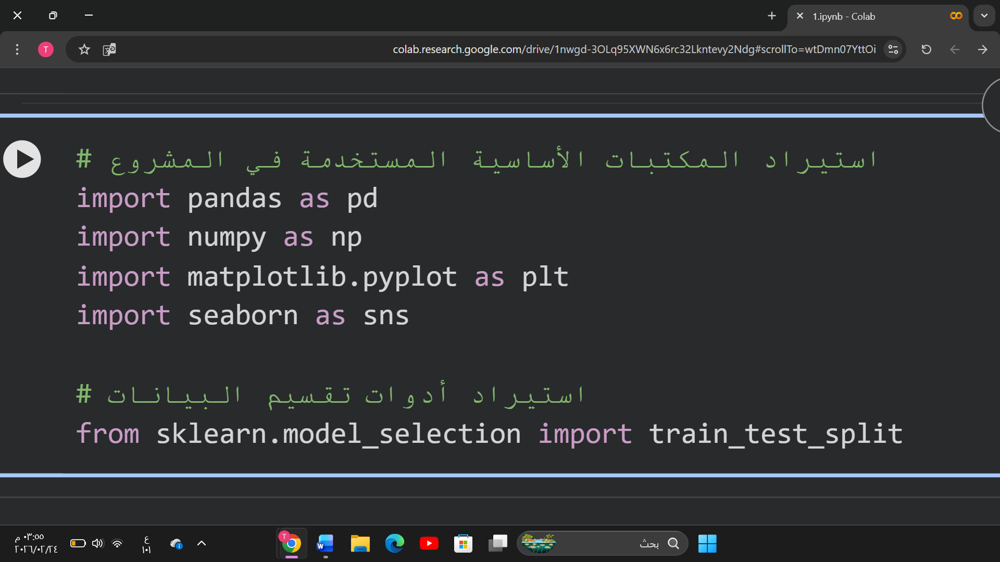 1.ipynb - Colab
colab.research.google.com/drive/1nwgd-3OLq95XWN6x6rc32Lkntevy2Ndg#scrollTo=wtDmn07YttOi
T
# استيراد المكتبات الأساسية المستخدمة في المشروع
import pandas as pd
import numpy as np
import matplotlib.pyplot as plt
import seaborn as sns
# استيراد أدوات تقسيم البيانات
from sklearn.model_selection import train_test_split
بحث
T
W
ع
١٠١
٠٣:٥٥ م
٢٠٢٦/٠٢/٢٤